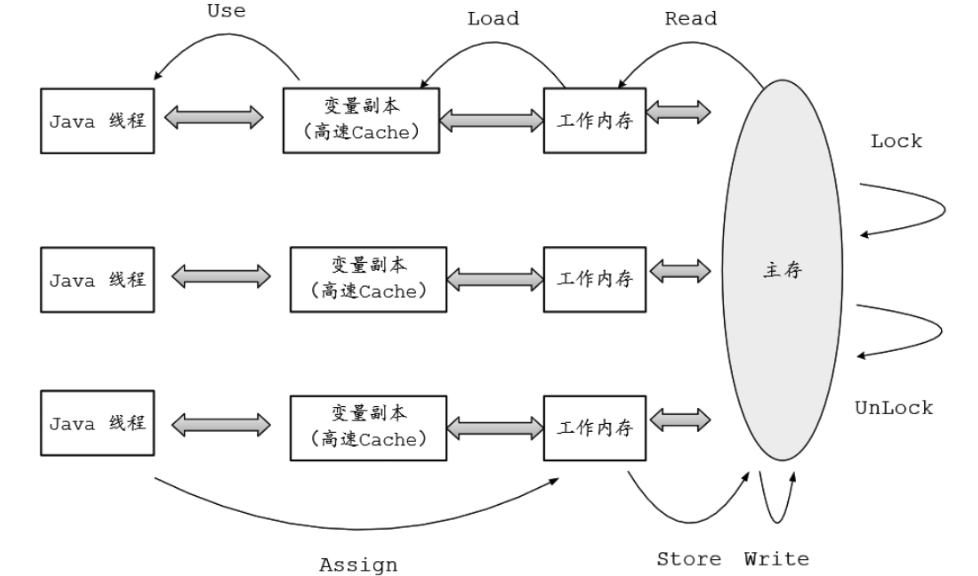 Use
Load
Read
Java 线程
变量副本
(高速Cache)
工作内存
Lock
Java 线程
变量副本
(高速Cache)
工作内存
主存
Java 线程
变量副本
(高速Cache)
工作内存
UnLock
Assign
Store
Write